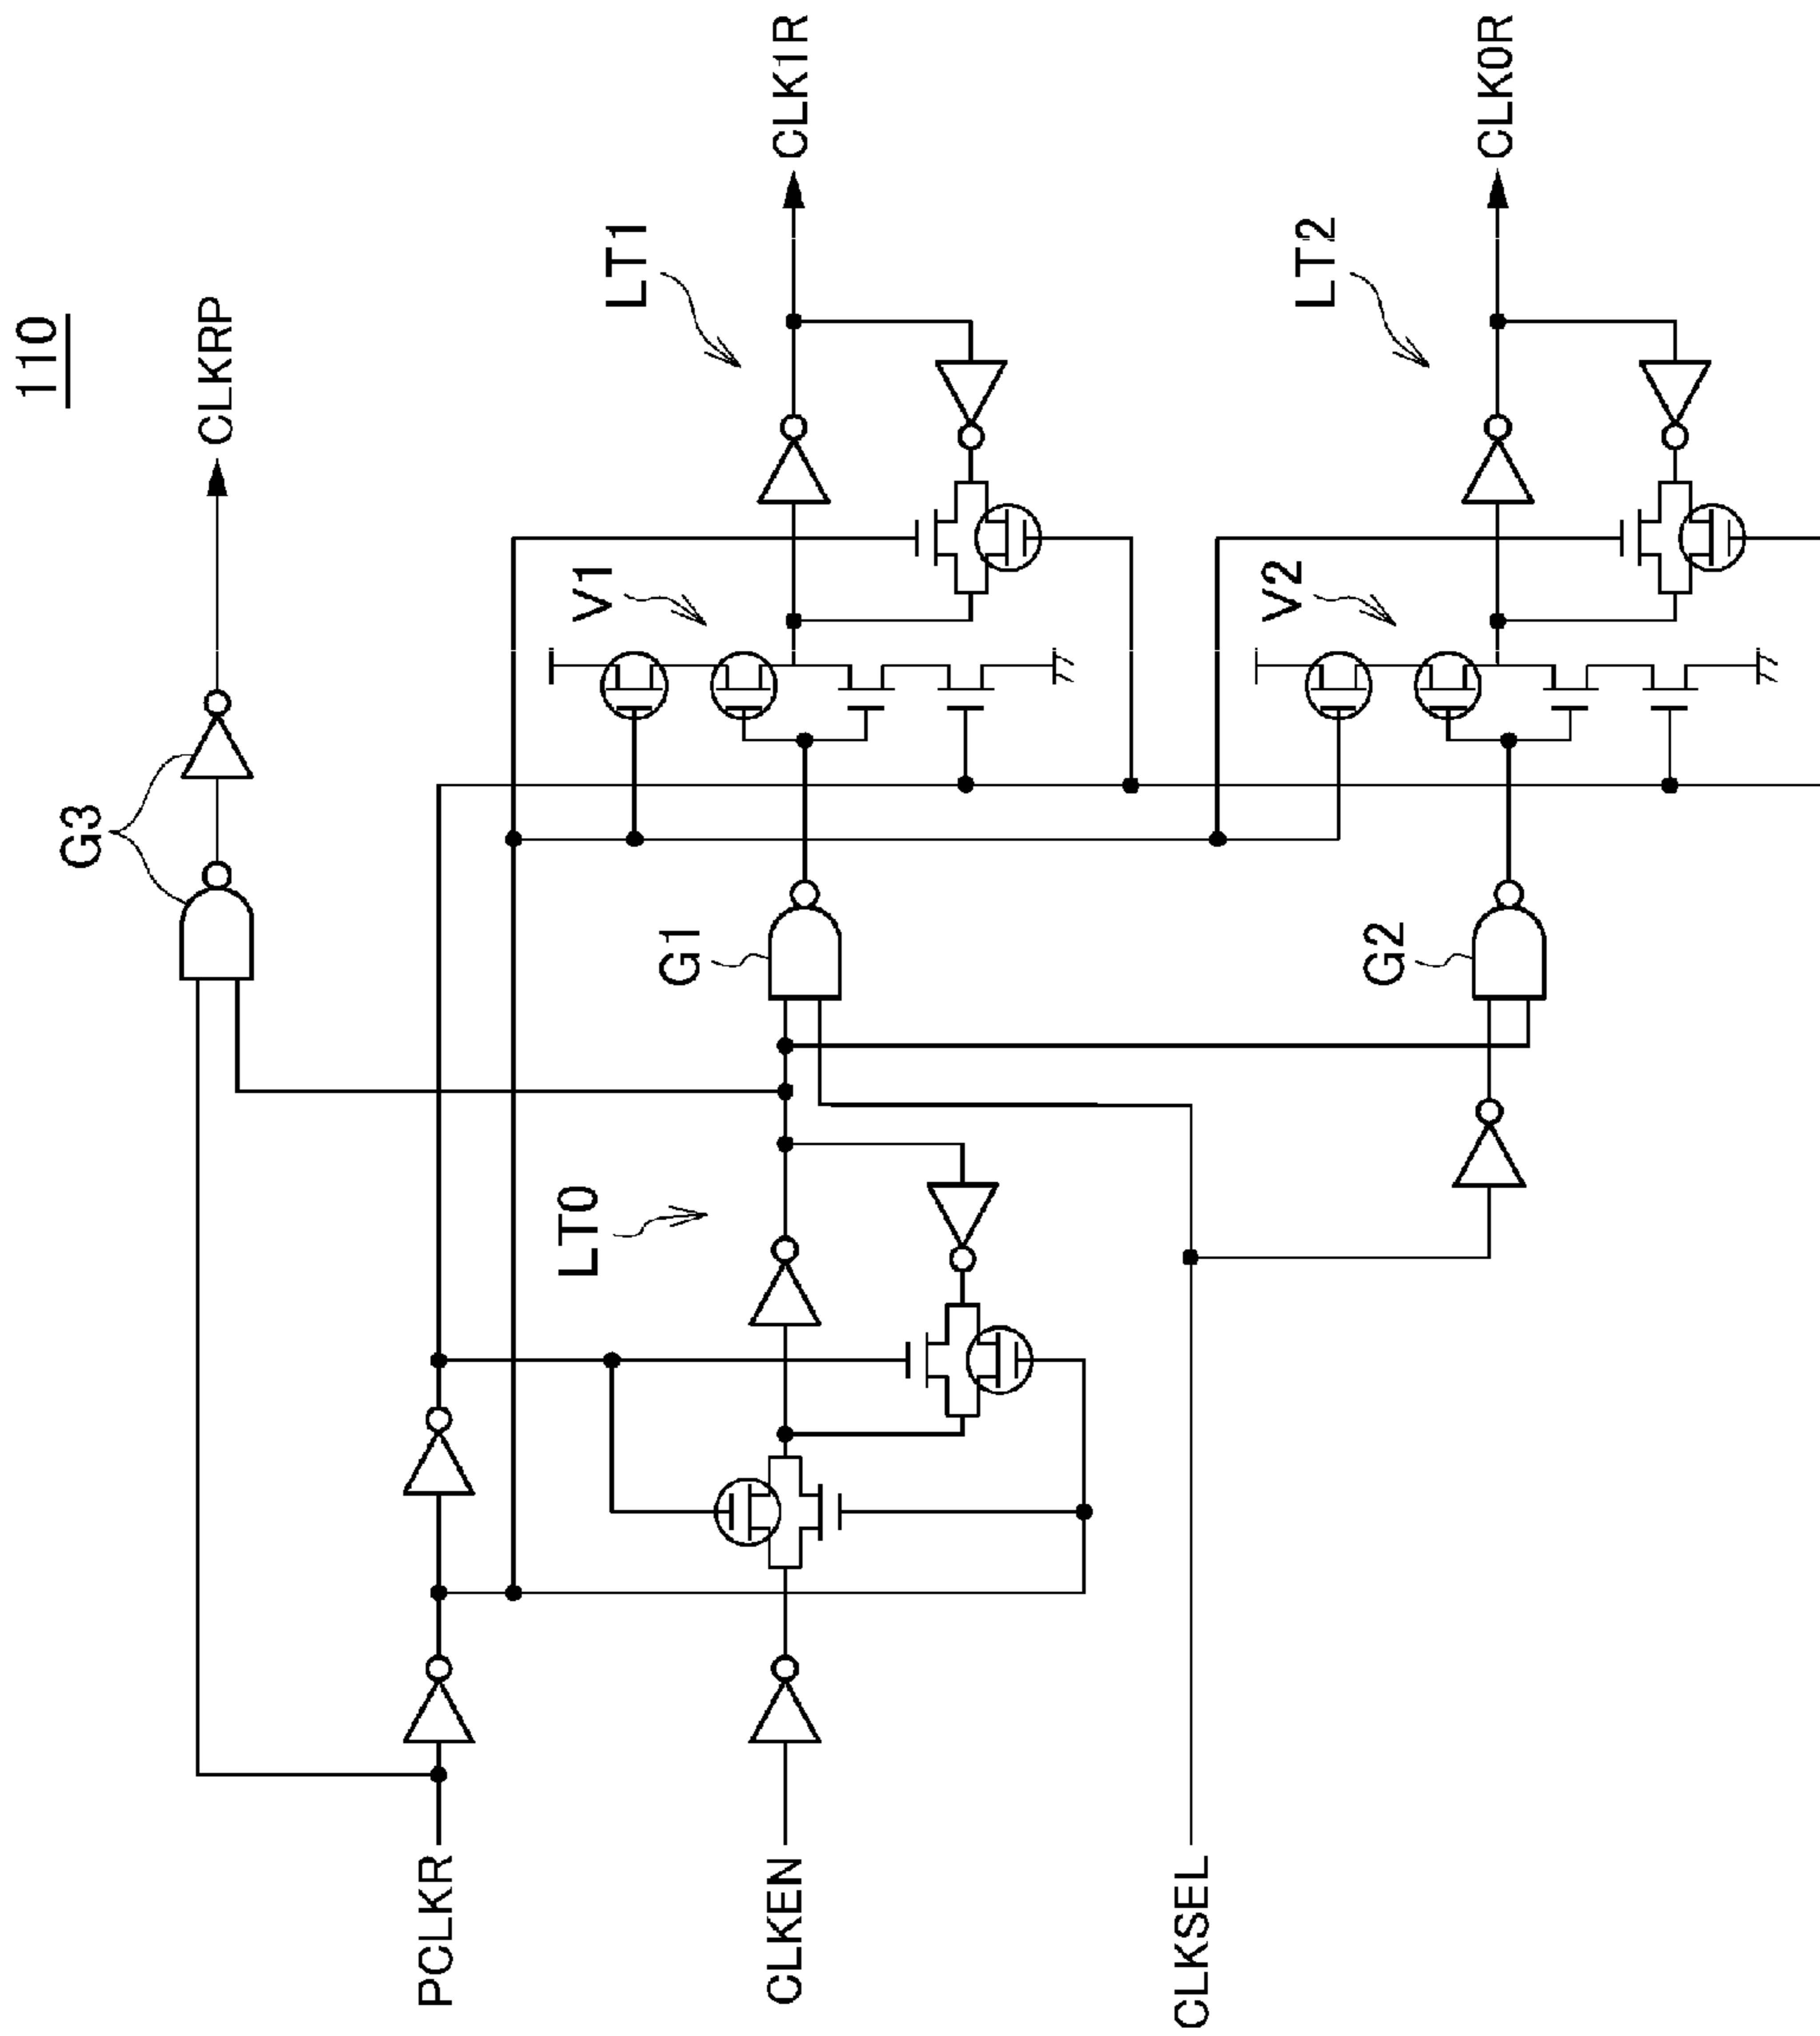 110
PCLKR
CLKEN
CLKSEL
LT0
G3
G1
G2
V1
V2
LT1
LT2
CLKRP
CLK1R
CLK0R